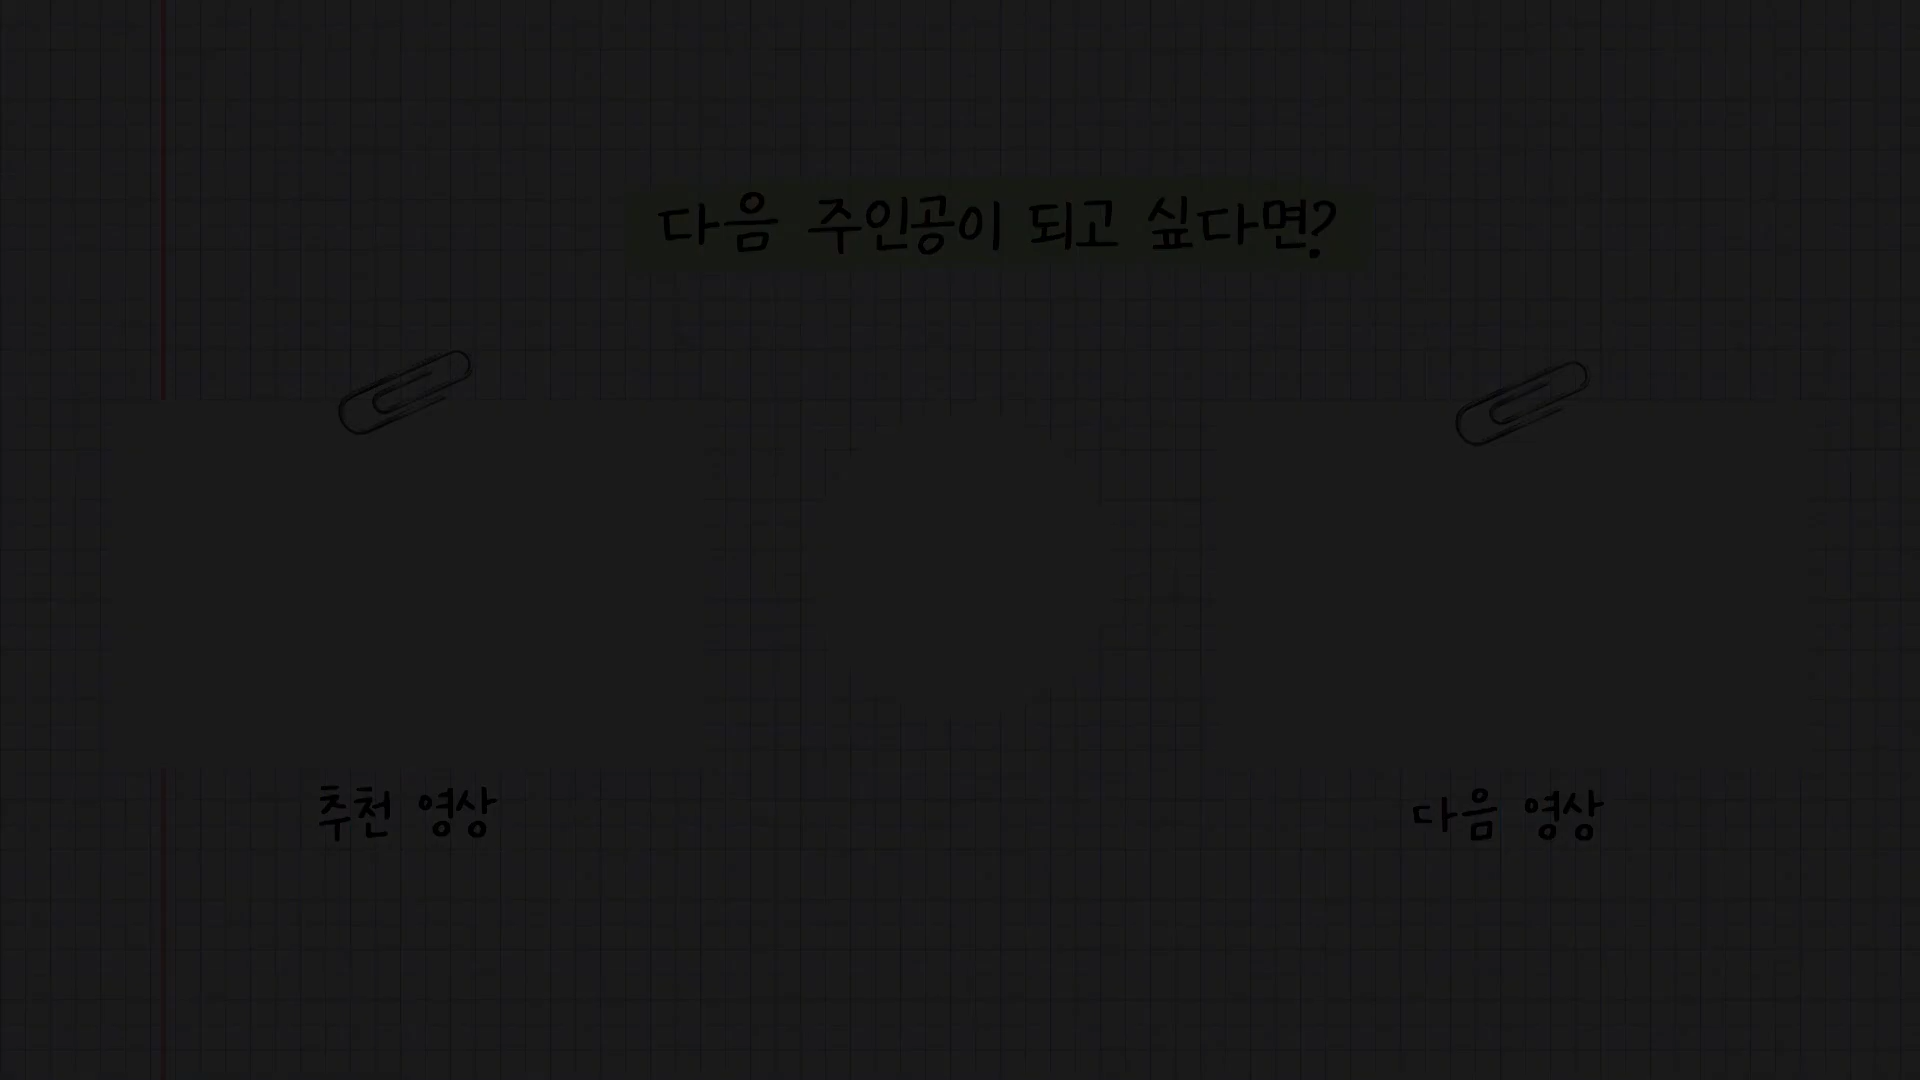 다음 주인공이 되고 싶다면?
추천 영상
다음 영상